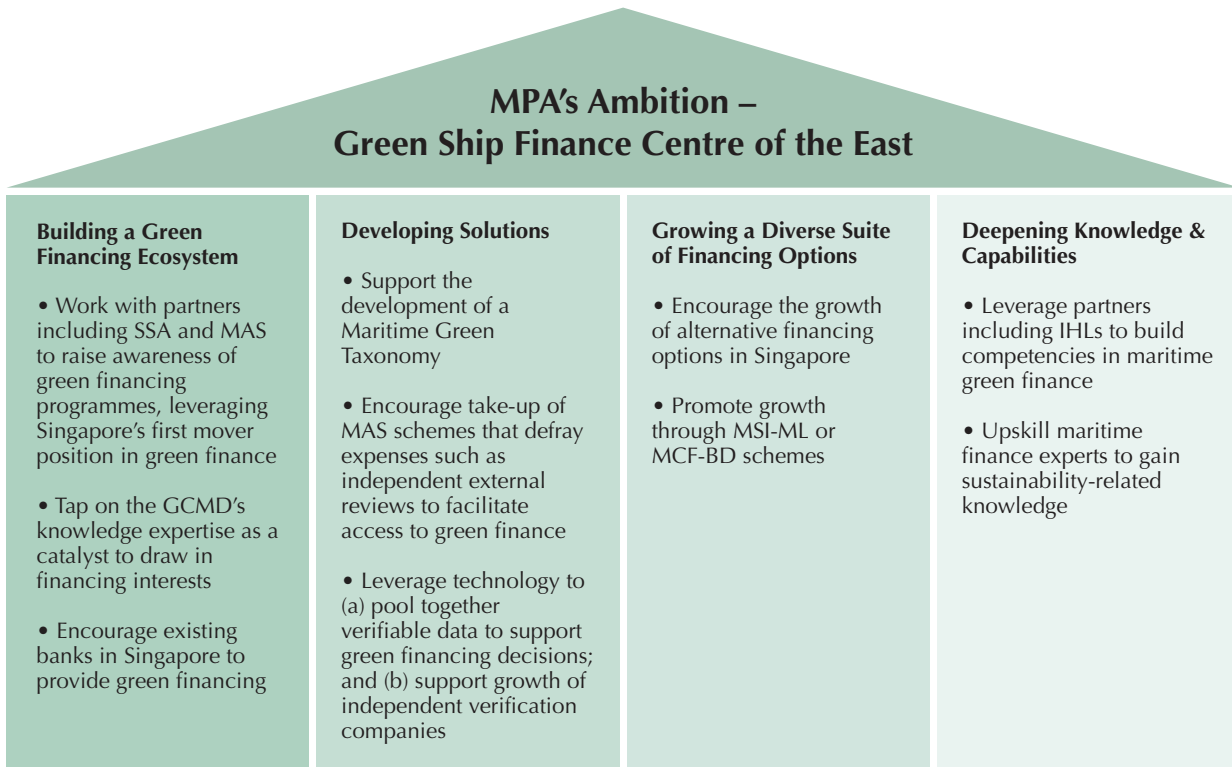 MPA's Ambition –
Green Ship Finance Centre of the East
Building a Green
Financing Ecosystem
• Work with partners
including SSA and MAS
to raise awareness of
green financing
programmes, leveraging
Singapore's first mover
position in green finance
• Tap on the GCMD's
knowledge expertise as a
catalyst to draw in
financing interests
• Encourage existing
banks in Singapore to
provide green financing
Developing Solutions
• Support the
development of a
Maritime Green
Taxonomy
• Encourage take-up of
MAS schemes that defray
expenses such as
independent external
reviews to facilitate
access to green finance
• Leverage technology to
(a) pool together
verifiable data to support
green financing decisions;
and (b) support growth of
independent verification
companies
Growing a Diverse Suite
of Financing Options
• Encourage the growth
of alternative financing
options in Singapore
• Promote growth
through MSI-ML or
MCF-BD schemes
Deepening Knowledge &
Capabilities
• Leverage partners
including IHLs to build
competencies in maritime
green finance
• Upskill maritime
finance experts to gain
sustainability-related
knowledge